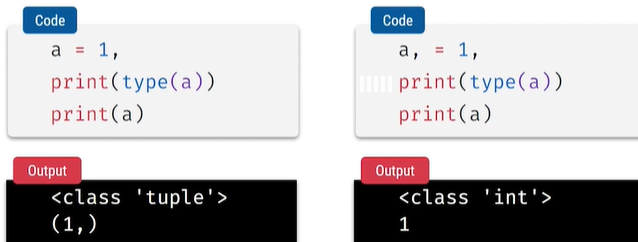 Code
a = 1,
print(type(a))
print(a)
Output
<class 'tuple'>
(1,)
Code
a, = 1,
print(type(a))
print(a)
Output
<class 'int'>
1